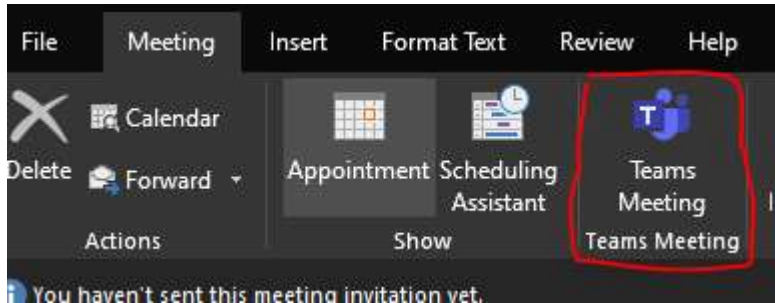 File Meeting Insert Format Text Review Help
Delete Calendar
Forward
Actions
Appointment Scheduling Assistant
Show
Teams Meeting
Teams Meeting
You haven't sent this meeting invitation yet.